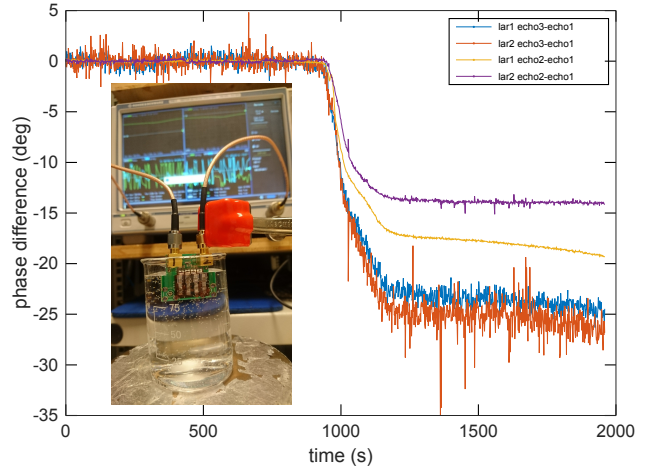 5
0
-5
-10
-15
-20
-25
-30
-35
phase difference (deg)
lar1 echo3-echo1
lar2 echo3-echo1
lar1 echo2-echo1
lar2 echo2-echo1
75
0 500 1000 1500 2000
time (s)